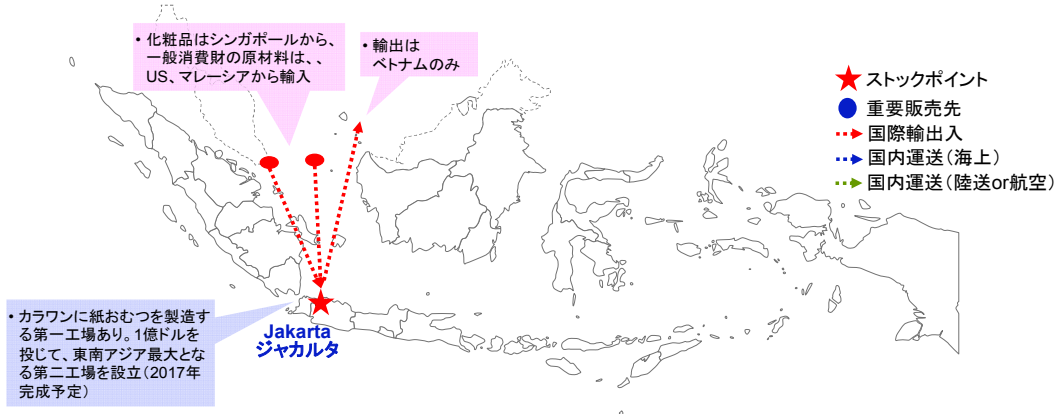 • 化粧品はシンガポールから、
一般消費財の原材料は、、
US、マレーシアから輸入
• 輸出は
ベトナムのみ
ストックポイント
重要販売先
国際輸出入
国内運送(海上)
国内運送(陸送or航空)
• カラワンに紙おむつを製造す
る第一工場あり。1億ドルを
投じて、東南アジア最大とな
る第二工場を設立(2017年
完成予定)
Jakarta
ジャカルタ